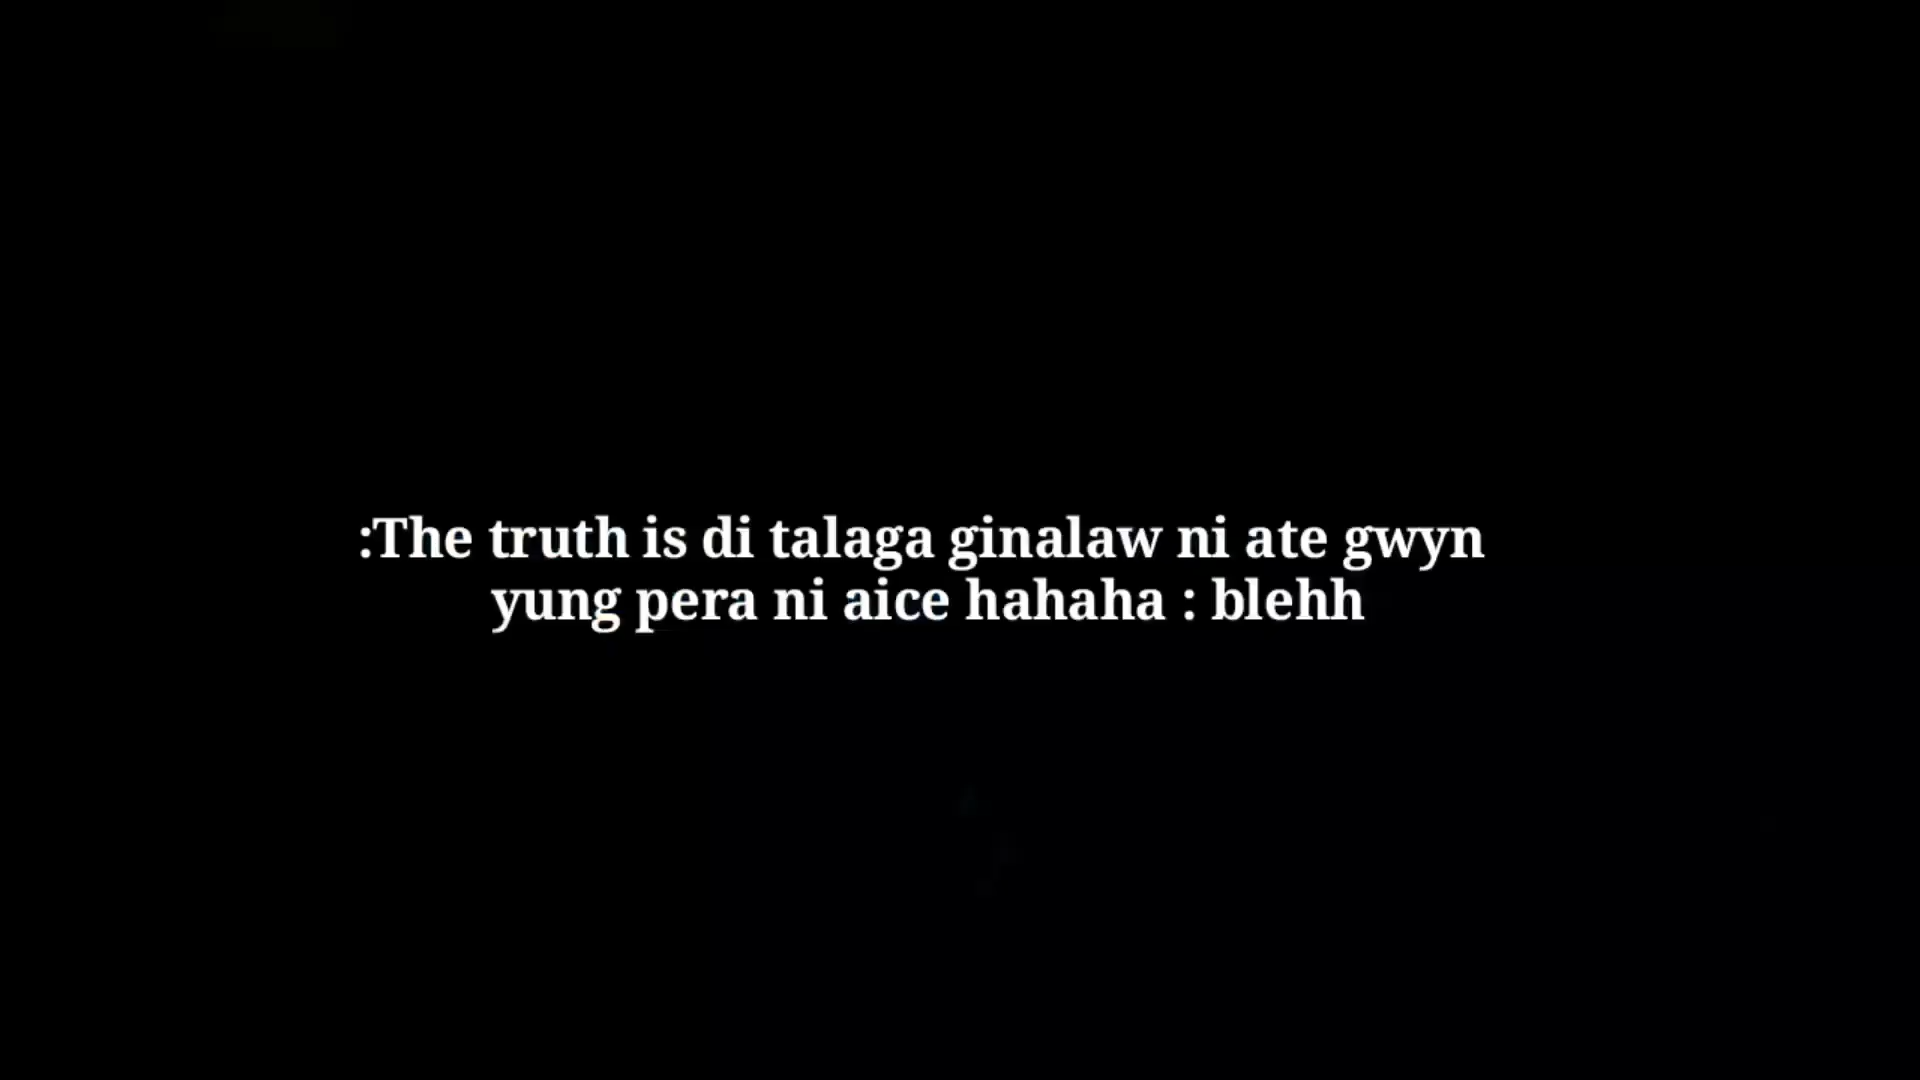 :The truth is di talaga ginalaw ni ate gwyn
yung pera ni aice hahaha : blehh